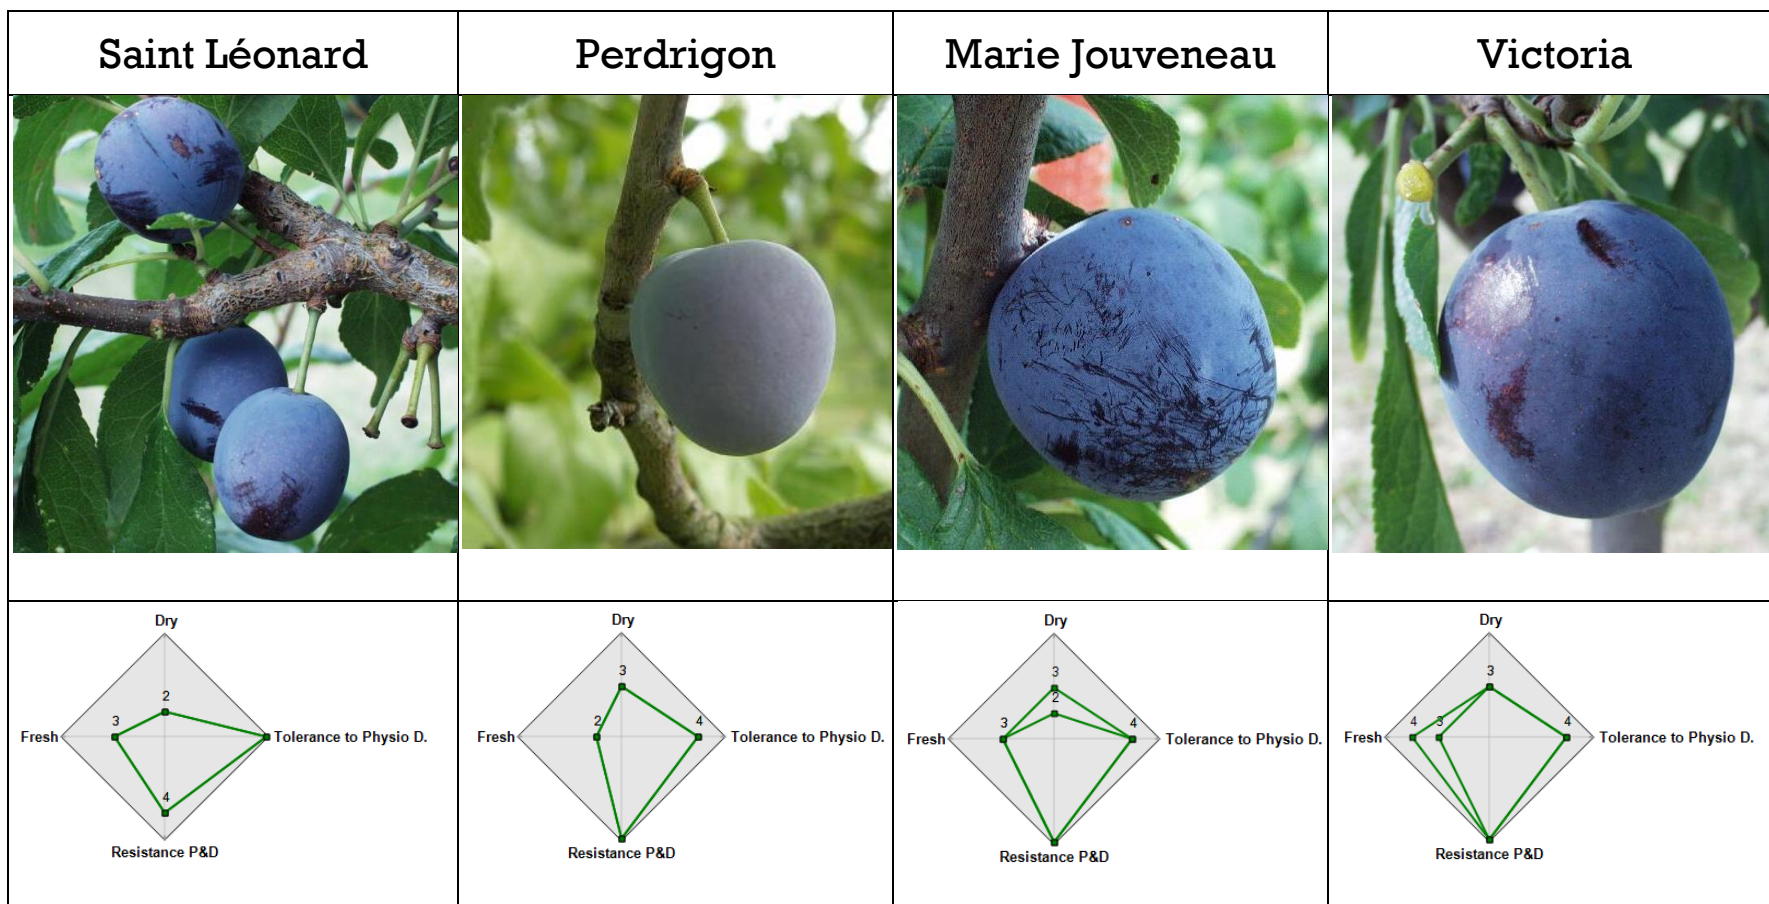 Saint Léonard
Perdrigon
Marie Jouveneau
Victoria
Dry
2
3
Fresh
Tolerance to Physio D.
4
Resistance P&D
Dry
3
2
4
Fresh
Tolerance to Physio D.
Resistance P&D
Dry
3
2
3
4
Fresh
Tolerance to Physio D.
Resistance P&D
Dry
3
4
3
4
Fresh
Tolerance to Physio D.
Resistance P&D